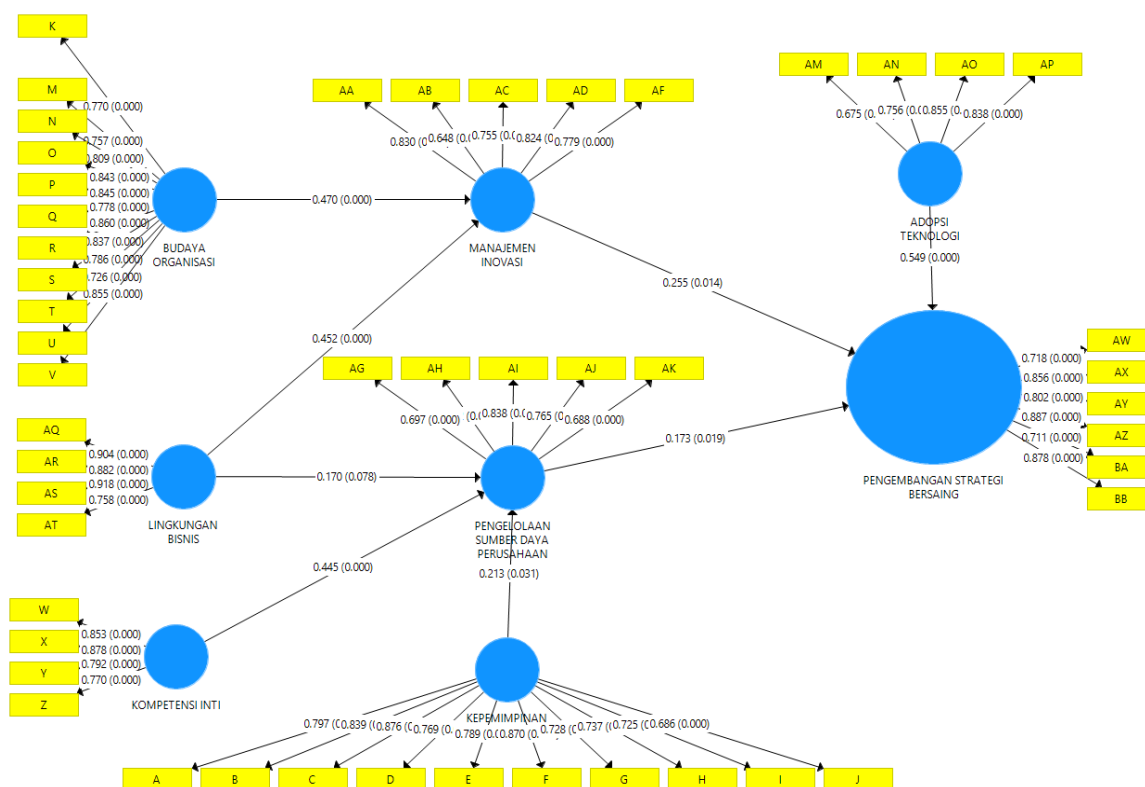 K
M
N
O
P
Q
R
S
T
U
V
0.770 (0.000)
0.757 (0.000)
0.809 (0.000)
0.843 (0.000)
0.845 (0.000)
0.778 (0.000)
0.860 (0.000)
0.837 (0.000)
0.786 (0.000)
0.726 (0.000)
0.855 (0.000)
BUDAYA
ORGANISASI
0.470 (0.000)
AA
AB
AC
AD
AF
0.830 (0.
0.648 (0.
0.755 (0.
0.824 (0.
0.779 (0.000)
MANAJEMEN
INOVASI
AM
AN
AO
AP
0.675 (0.
0.756 (0.
0.855 (0.
0.838 (0.000)
ADOPSI
TEKNOLOGI
0.549 (0.000)
0.255 (0.014)
0.452 (0.000)
AG
AH
AI
AJ
AK
0.697 (0.000)
0.838 (0.
0.765 (0.
0.688 (0.000)
0.173 (0.019)
AW
AX
AY
AZ
BA
BB
0.718 (0.000)
0.856 (0.000)
0.802 (0.000)
0.887 (0.000)
0.711 (0.000)
0.878 (0.000)
PENGEMBANGAN STRATEGI
BERSAING
AQ
AR
AS
AT
0.904 (0.000)
0.882 (0.000)
0.918 (0.000)
0.758 (0.000)
LINGKUNGAN
BISNIS
0.170 (0.078)
PENGELOLAAN
SUMBER DAYA
PERUSAHAAN
0.213 (0.031)
0.445 (0.000)
W
X
Y
Z
0.853 (0.000)
0.878 (0.000)
0.792 (0.000)
0.770 (0.000)
KOMPETENSI INTI
KEPEMIMPINAN
0.797 (
0.839 (
0.876 (
0.769 (0.
0.789 (0.
0.870 (0.
0.728 (
0.737 (
0.725 (
0.686 (0.000)
A
B
C
D
E
F
G
H
I
J